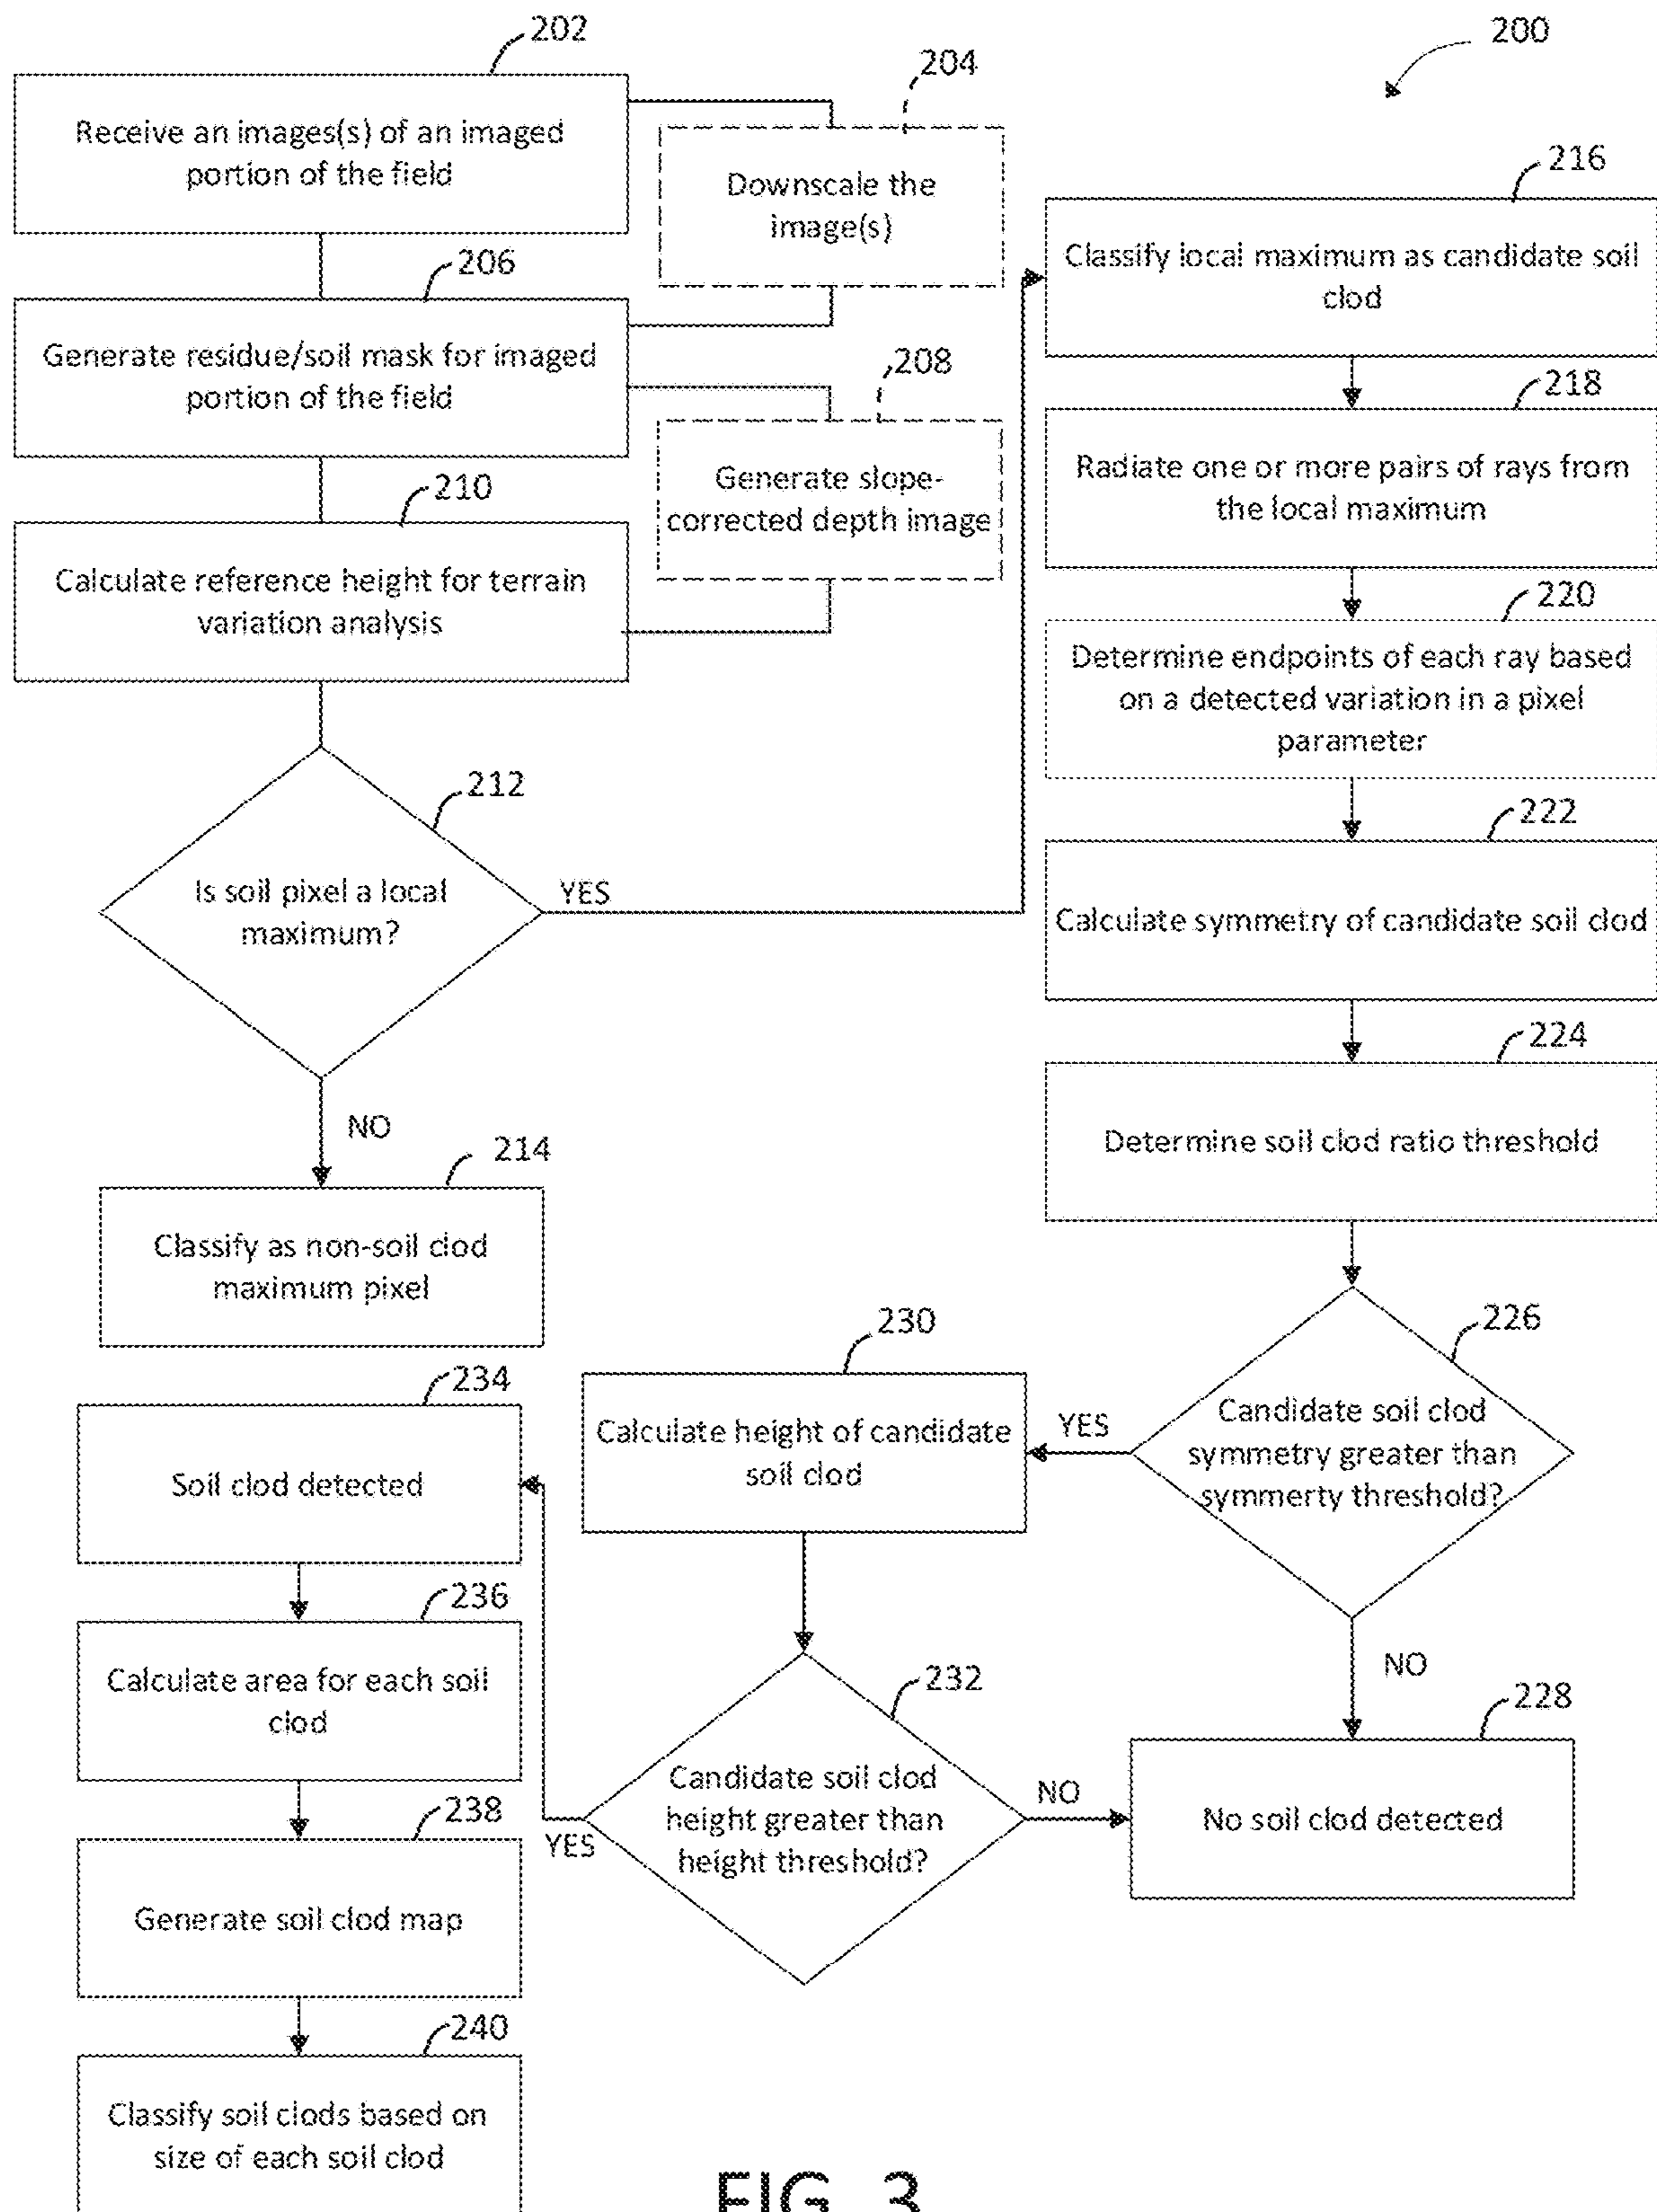 200
202
Receive an images(s) of an imaged
portion of the field
204
Downscale the
image(s)
206
Generate residue/soil mask for imaged
portion of the field
208
Generate slope-
corrected depth image
210
Calculate reference height for terrain
variation analysis
212
Is soil pixel a local
maximum?
YES
NO
214
Classify as non-soil clod
maximum pixel
216
Classify local maximum as candidate soil
clod
218
Radiate one or more pairs of rays from
the local maximum
220
Determine endpoints of each ray based
on a detected variation in a pixel
parameter
222
Calculate symmetry of candidate soil clod
224
Determine soil clod ratio threshold
226
Candidate soil clod
symmetry greater than
symmerty threshold?
YES
NO
228
No soil clod detected
230
Calculate height of candidate
soil clod
232
Candidate soil clod
height greater than
height threshold?
NO
YES
234
Soil clod detected
236
Calculate area for each soil
clod
238
Generate soil clod map
240
Classify soil clods based on
size of each soil clod
FIG. 3